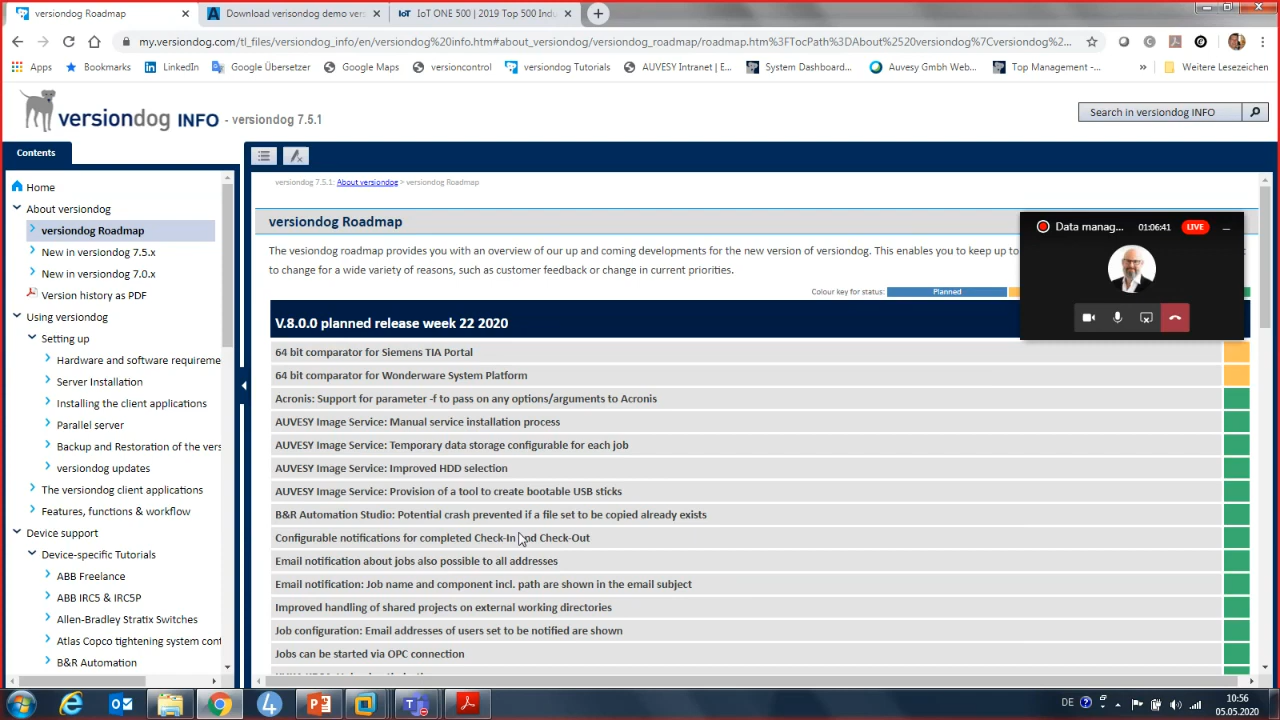 versiondog Roadmap
Download verisondog demo ver
IoT IoT ONE 500 | 2019 Top 500 Indu
my.versiondog.com/tl_files/versiondog_info/en/versiondog%20info.htm#about_versiondog/versiondog_roadmap/roadmap.htm%3FTocPath%3DAbout%2520versiondog%7Cversiondog%2...
Apps Bookmarks LinkedIn Google Übersetzer Google Maps versioncontrol versiondog Tutorials AUVESY Intranet | E... System Dashboard... Auvesy Gmbh Web... Top Management -... » Weitere Lesezeichen
versiondog INFO - versiondog 7.5.1
Search in versiondog INFO
Contents
Home
About versiondog
versiondog Roadmap
New in versiondog 7.5.x
New in versiondog 7.0.x
Version history as PDF
Using versiondog
Setting up
Hardware and software requireme
Server Installation
Installing the client applications
Parallel server
Backup and Restoration of the vers
versiondog updates
The versiondog client applications
Features, functions & workflow
Device support
Device-specific Tutorials
ABB Freelance
ABB IRC5 & IRC5P
Allen-Bradley Stratix Switches
Atlas Copco tightening system cont
B&R Automation
versiondog 7.5.1: About versiondog > versiondog Roadmap
versiondog Roadmap
The vesiondog roadmap provides you with an overview of our up and coming developments for the new version of versiondog. This enables you to keep up to
to change for a wide variety of reasons, such as customer feedback or change in current priorities.
Colour key for status: Planned
V.8.0.0 planned release week 22 2020
64 bit comparator for Siemens TIA Portal
64 bit comparator for Wonderware System Platform
Acronis: Support for parameter -f to pass on any options/arguments to Acronis
AUVESY Image Service: Manual service installation process
AUVESY Image Service: Temporary data storage configurable for each job
AUVESY Image Service: Improved HDD selection
AUVESY Image Service: Provision of a tool to create bootable USB sticks
B&R Automation Studio: Potential crash prevented if a file set to be copied already exists
Configurable notifications for completed Check-In and Check-Out
Email notification about jobs also possible to all addresses
Email notification: Job name and component incl. path are shown in the email subject
Improved handling of shared projects on external working directories
Job configuration: Email addresses of users set to be notified are shown
Jobs can be started via OPC connection
Data manag... 01:06:41 LIVE
DE
10:56
05.05.2020